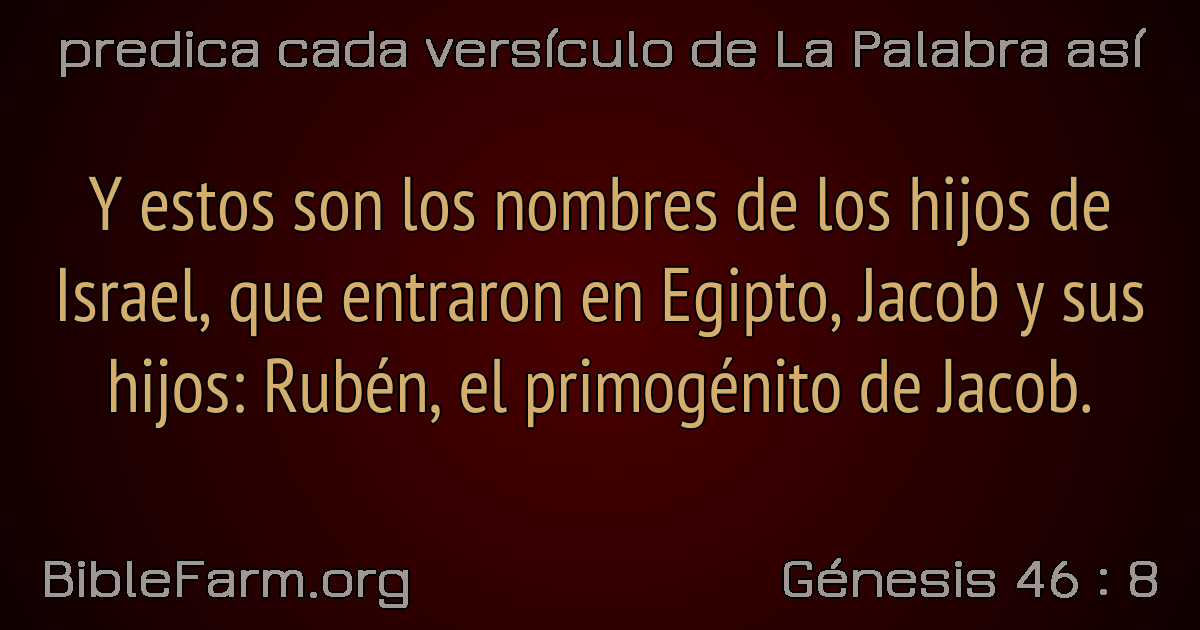 predica cada versículo de La Palabra así
Y estos son los nombres de los hijos de
Israel, que entraron en Egipto, Jacob y sus
hijos: Rubén, el primogénito de Jacob.
BibleFarm.org
Génesis 46 : 8